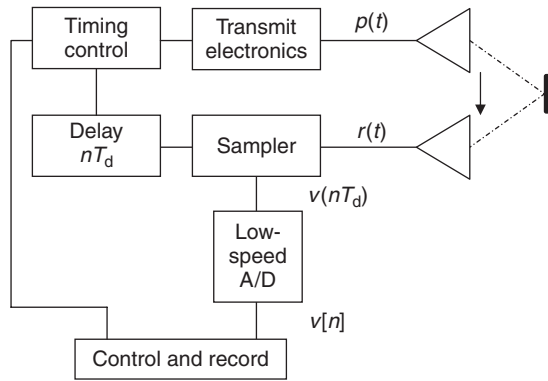 Timing
control
Transmit
electronics
p(t)
Delay
nT_d
Sampler
r(t)
v(nT_d)
Low-
speed
A/D
v[n]
Control and record